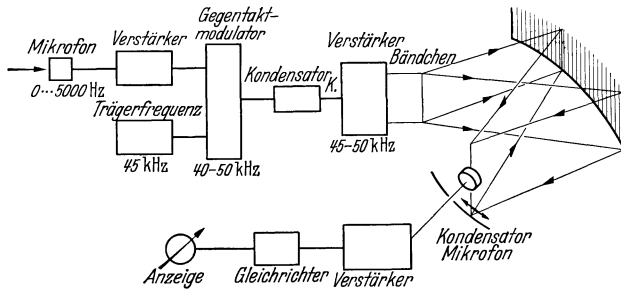 Gegentakt-
modulator
Mikrofon
Verstärker
Verstärker
Bändchen
Kondensator
K.
0···5000 Hz
Trägerfrequenz
45 kHz
40-50 kHz
45-50 kHz
Kondensator
Mikrofon
Anzeige
Gleichrichter
Verstärker